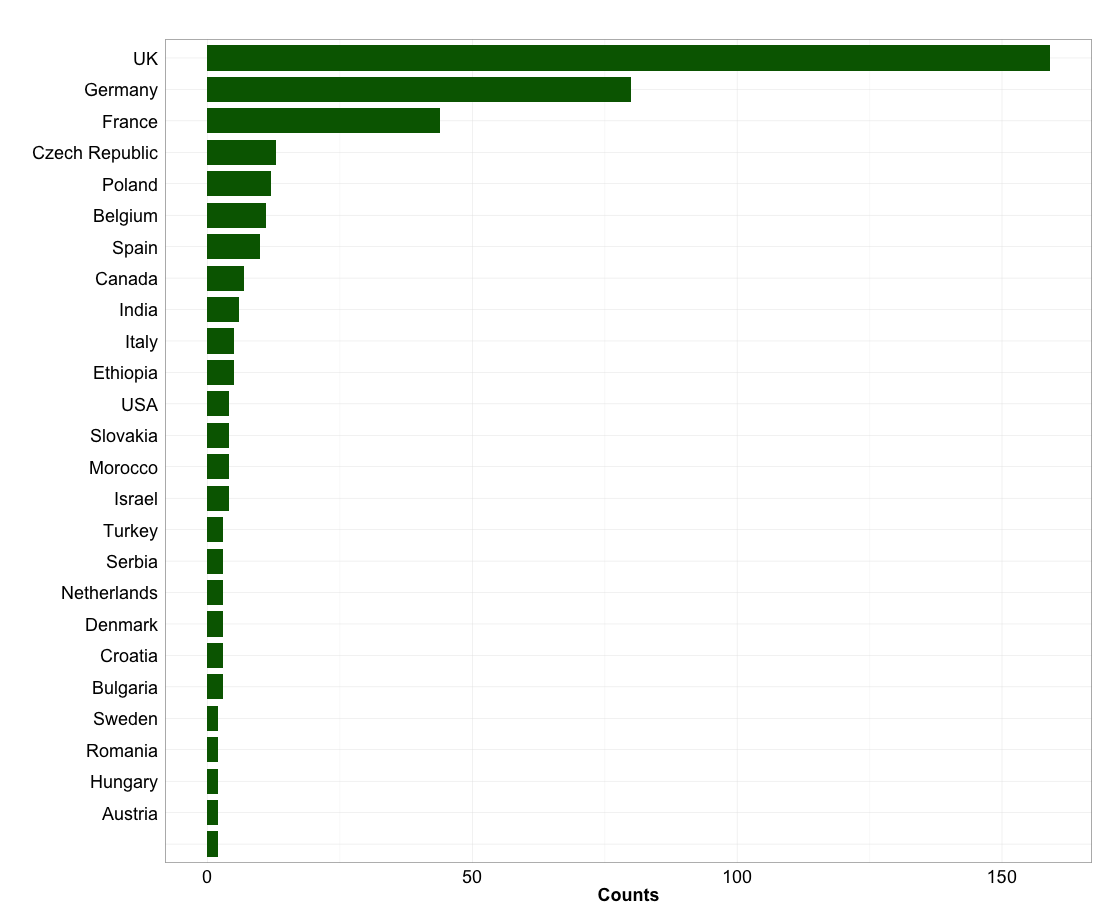 UK
Germany
France
Czech Republic
Poland
Belgium
Spain
Canada
India
Italy
Ethiopia
USA
Slovakia
Morocco
Israel
Turkey
Serbia
Netherlands
Denmark
Croatia
Bulgaria
Sweden
Romania
Hungary
Austria
0 50 100 150
Counts